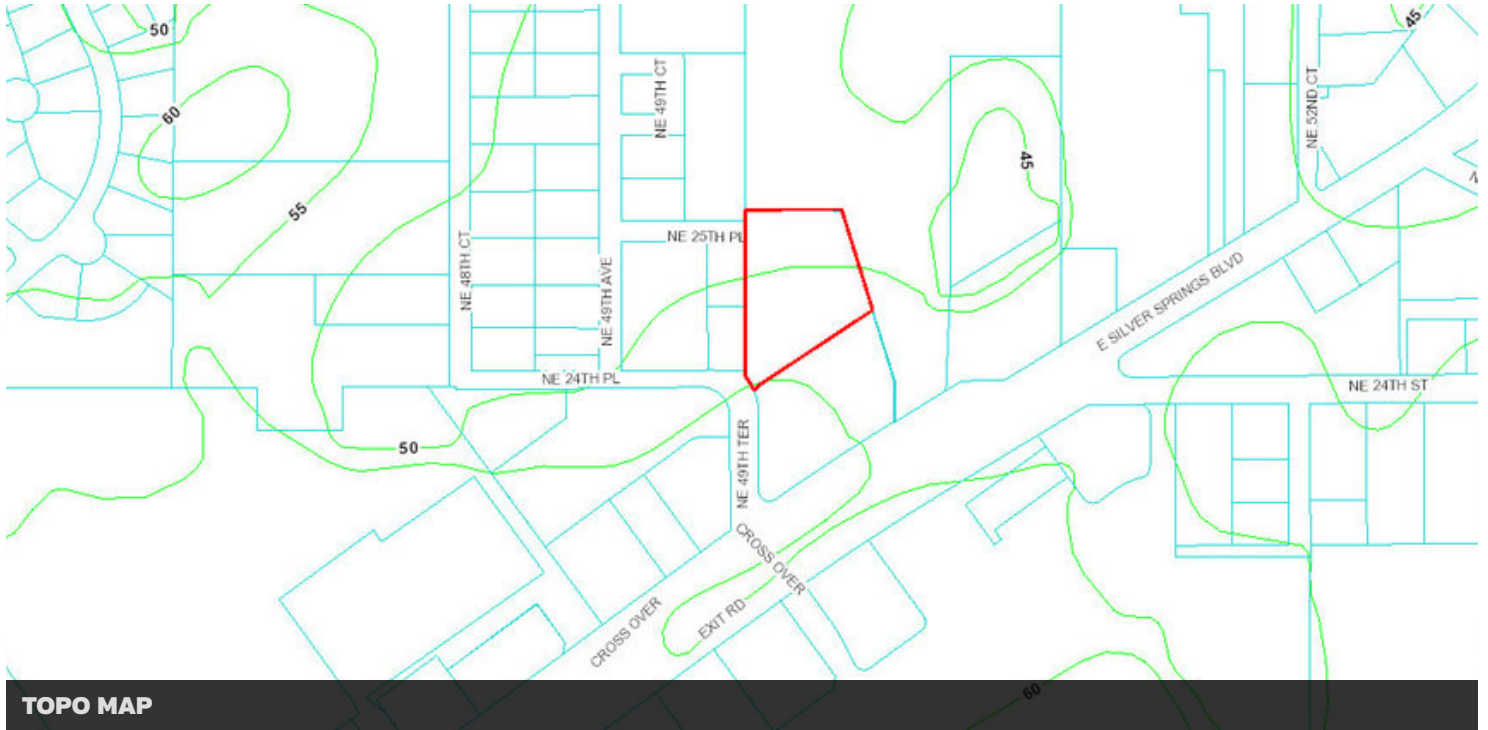 50
45
60
NE 49TH CT
NE 52ND CT
45
55
NE 25TH PL
NE 48TH CT
NE 49TH AVE
E SILVER SPRINGS BLVD
NE 24TH PL
NE 24TH ST
50
NE 49TH TER
CROSS OVER
CROSS OVER
EXIT RD
60
TOPO MAP